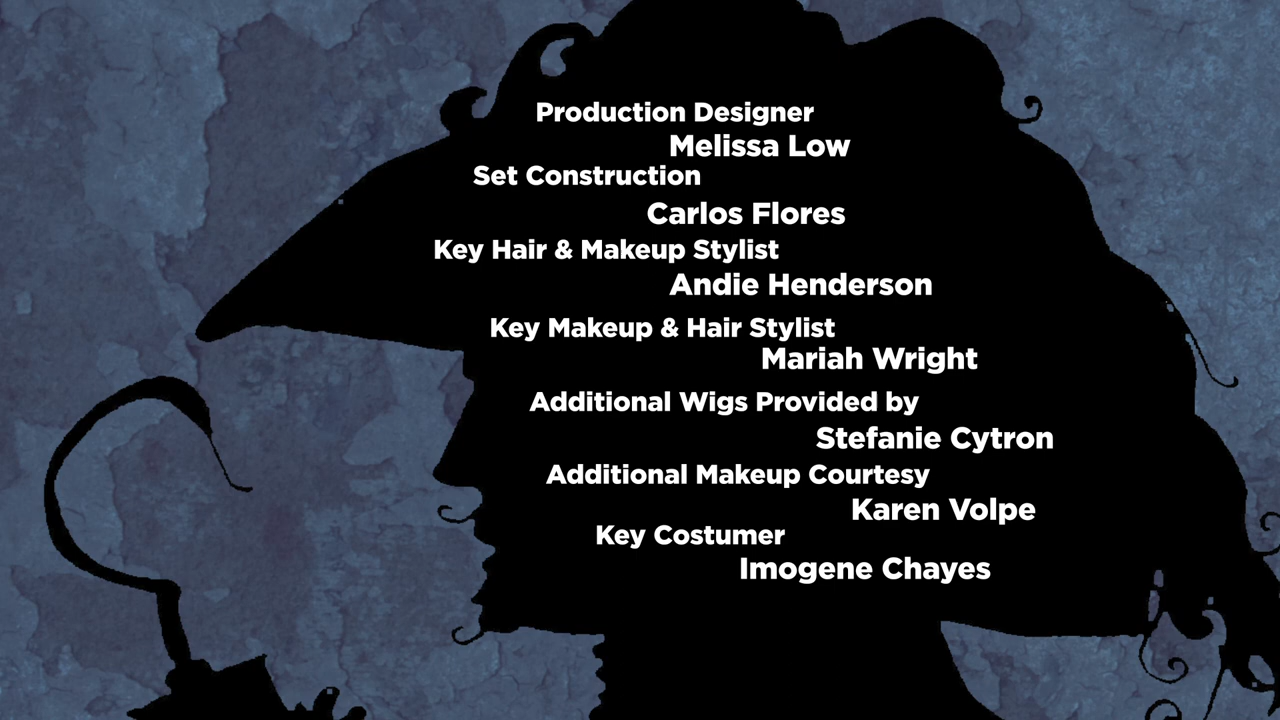 Production Designer
Melissa Low
Set Construction
Carlos Flores
Key Hair & Makeup Stylist
Andie Henderson
Key Makeup & Hair Stylist
Mariah Wright
Additional Wigs Provided by
Stefanie Cytron
Additional Makeup Courtesy
Karen Volpe
Key Costumer
Imogene Chayes